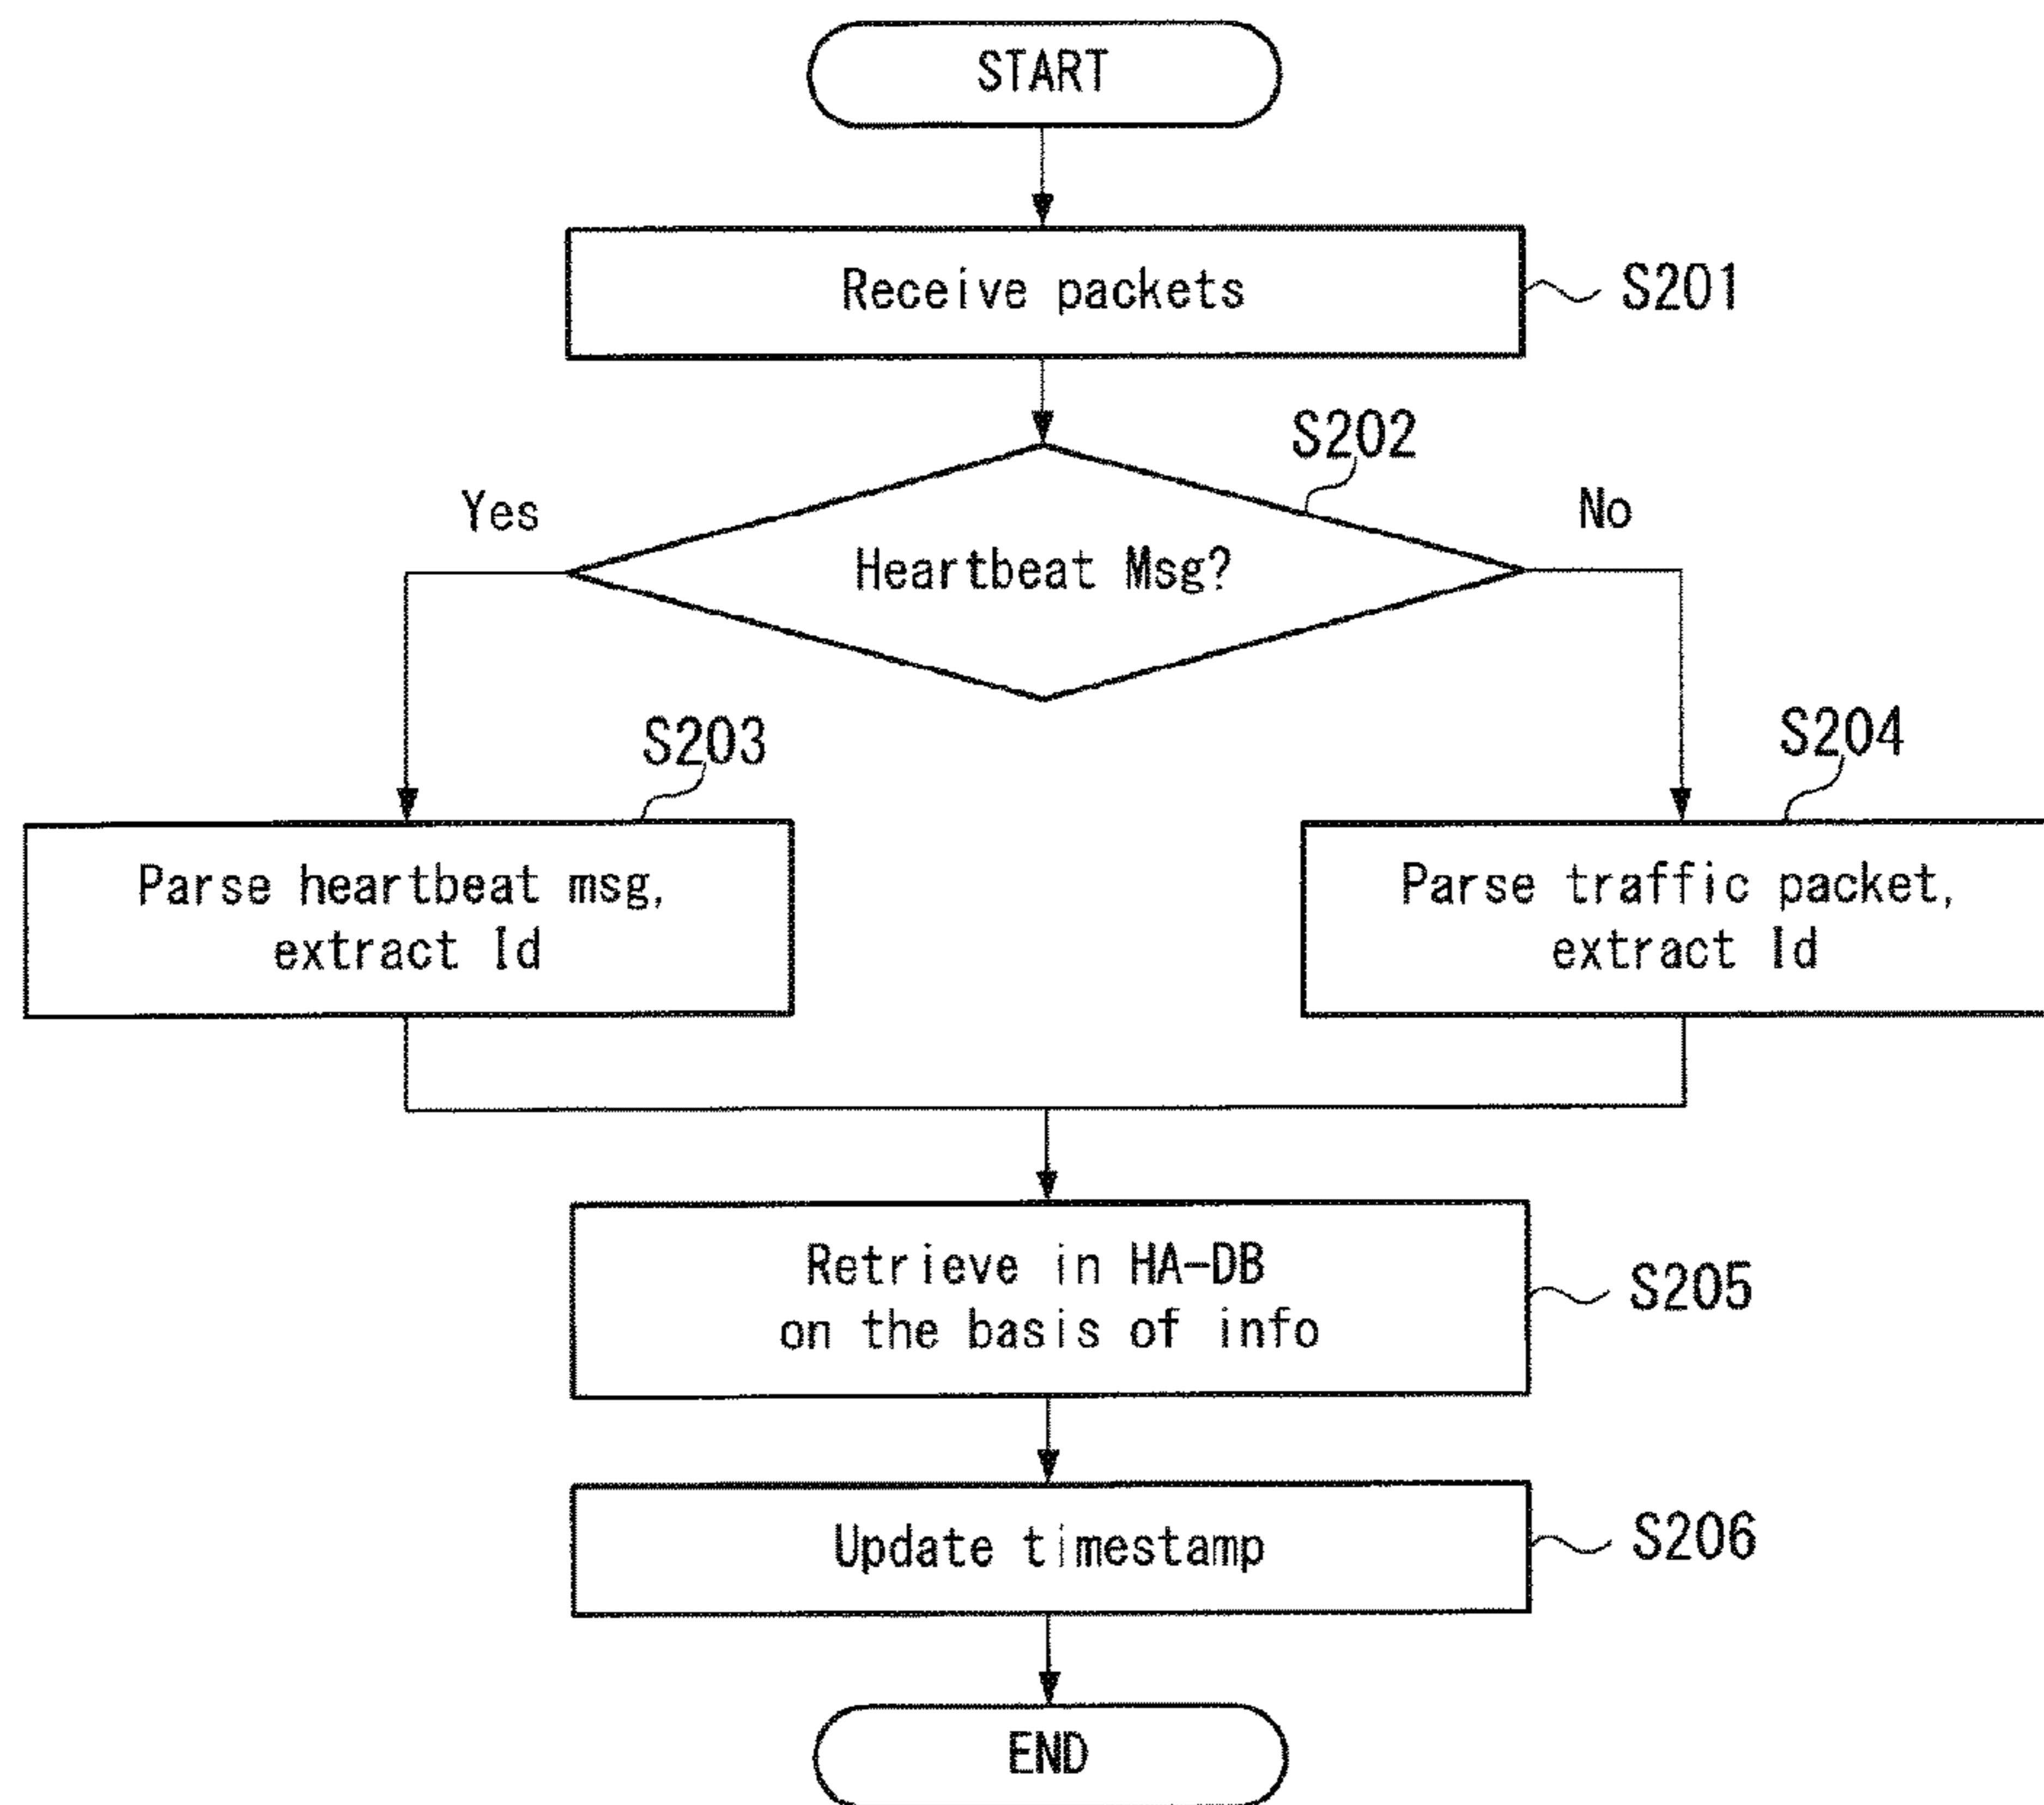 START
Receive packets
S201
S202
Yes
No
Heartbeat Msg?
S203
S204
Parse heartbeat msg,
extract Id
Parse traffic packet,
extract Id
Retrieve in HA-DB
on the basis of info
S205
Update timestamp
S206
END